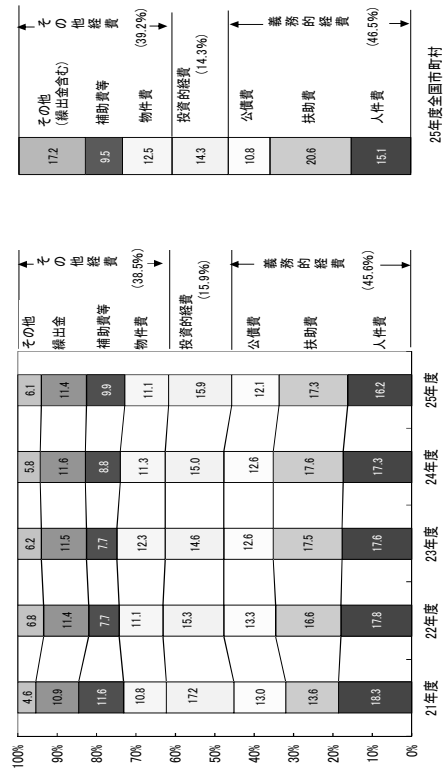 100%
90%
80%
70%
60%
50%
40%
30%
20%
10%
0%
4.6
10.9
11.6
10.8
17.2
13.0
13.6
18.3
21年度
6.8
11.4
7.7
11.1
15.3
13.3
16.6
17.8
22年度
6.2
11.5
7.7
12.3
14.6
12.6
17.5
17.6
23年度
5.8
11.6
8.8
11.3
15.0
12.6
17.6
17.3
24年度
6.1
11.4
9.9
11.1
15.9
12.1
17.3
16.2
25年度
その他
繰出金
補助費等
物件費
投資的経費
(15.9%)
公債費
扶助費
人件費
その他経費
(38.5%)
義務的経費
(45.6%)
17.2
9.5
12.5
14.3
10.8
20.6
15.1
25年度全国市町村
その他
(繰出金含む)
補助費等
物件費
投資的経費
(14.3%)
公債費
扶助費
人件費
その他経費
(39.2%)
義務的経費
(46.5%)